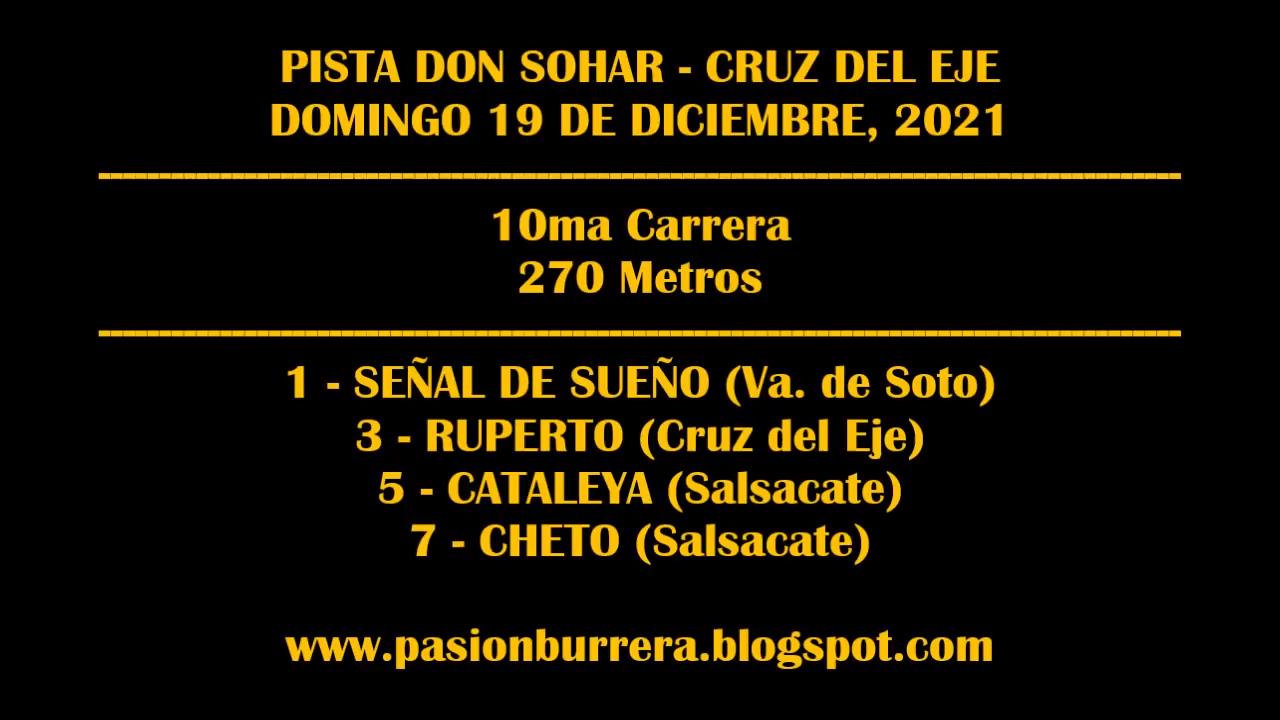 PISTA DON SOHAR - CRUZ DEL EJE
DOMINGO 19 DE DICIEMBRE, 2021
10ma Carrera
270 Metros
1 - SEÑAL DE SUEÑO (Va. de Soto)
3 - RUPERTO (Cruz del Eje)
5 - CATALEYA (Salsacate)
7 - CHETO (Salsacate)
www.pasionburrera.blogspot.com